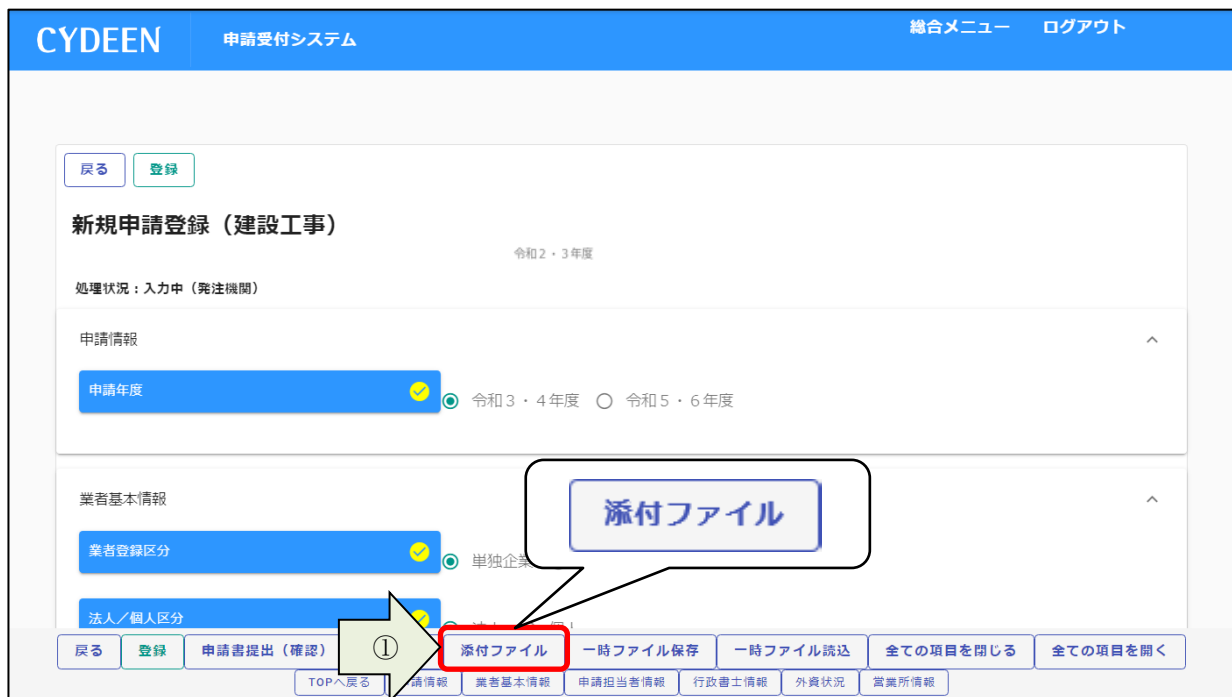 CYDEEN 申請受付システム 総合メニュー ログアウト
戻る 登録
新規申請登録（建設工事）
令和２・３年度
処理状況：入力中（発注機関）
申請情報
申請年度 令和３・４年度 令和５・６年度
業者基本情報
添付ファイル
業者登録区分 単独企業
法人／個人区分
戻る 登録 申請書提出（確認） ① 添付ファイル 一時ファイル保存 一時ファイル読込 全ての項目を閉じる 全ての項目を開く
TOPへ戻る 請情報 業者基本情報 申請担当者情報 行政書士情報 外資状況 営業所情報